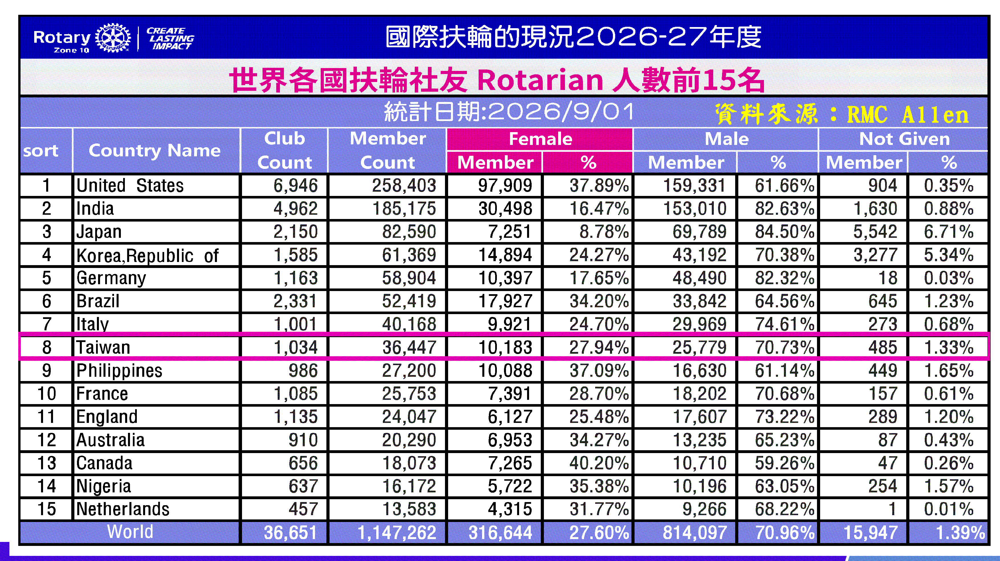 Rotary
Zone 10
CREATE
LASTING
IMPACT
國際扶輪的現況2026-27年度
世界各國扶輪社友 Rotarian 人數前15名
統計日期:2026/9/01 資料來源：RMC Allen
sort Country Name Club Count Member Count Female Male Not Given
Member % Member % Member %
1 United States 6,946 258,403 97,909 37.89% 159,331 61.66% 904 0.35%
2 India 4,962 185,175 30,498 16.47% 153,010 82.63% 1,630 0.88%
3 Japan 2,150 82,590 7,251 8.78% 69,789 84.50% 5,542 6.71%
4 Korea,Republic of 1,585 61,369 14,894 24.27% 43,192 70.38% 3,277 5.34%
5 Germany 1,163 58,904 10,397 17.65% 48,490 82.32% 18 0.03%
6 Brazil 2,331 52,419 17,927 34.20% 33,842 64.56% 645 1.23%
7 Italy 1,001 40,168 9,921 24.70% 29,969 74.61% 273 0.68%
8 Taiwan 1,034 36,447 10,183 27.94% 25,779 70.73% 485 1.33%
9 Philippines 986 27,200 10,088 37.09% 16,630 61.14% 449 1.65%
10 France 1,085 25,753 7,391 28.70% 18,202 70.68% 157 0.61%
11 England 1,135 24,047 6,127 25.48% 17,607 73.22% 289 1.20%
12 Australia 910 20,290 6,953 34.27% 13,235 65.23% 87 0.43%
13 Canada 656 18,073 7,265 40.20% 10,710 59.26% 47 0.26%
14 Nigeria 637 16,172 5,722 35.38% 10,196 63.05% 254 1.57%
15 Netherlands 457 13,583 4,315 31.77% 9,266 68.22% 1 0.01%
World 36,651 1,147,262 316,644 27.60% 814,097 70.96% 15,947 1.39%